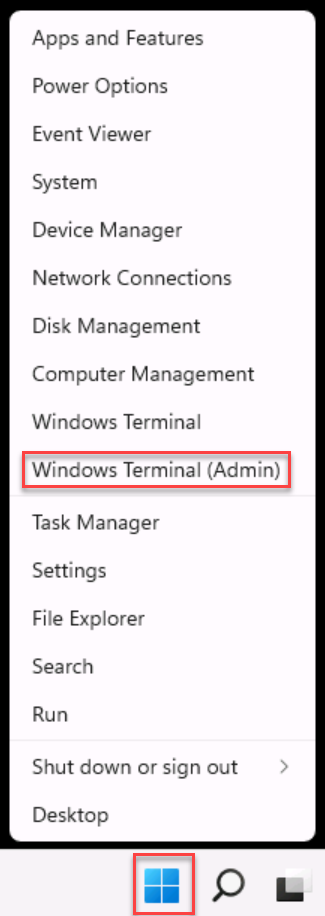 Apps and Features
Power Options
Event Viewer
System
Device Manager
Network Connections
Disk Management
Computer Management
Windows Terminal
Windows Terminal (Admin)
Task Manager
Settings
File Explorer
Search
Run
Shut down or sign out
Desktop